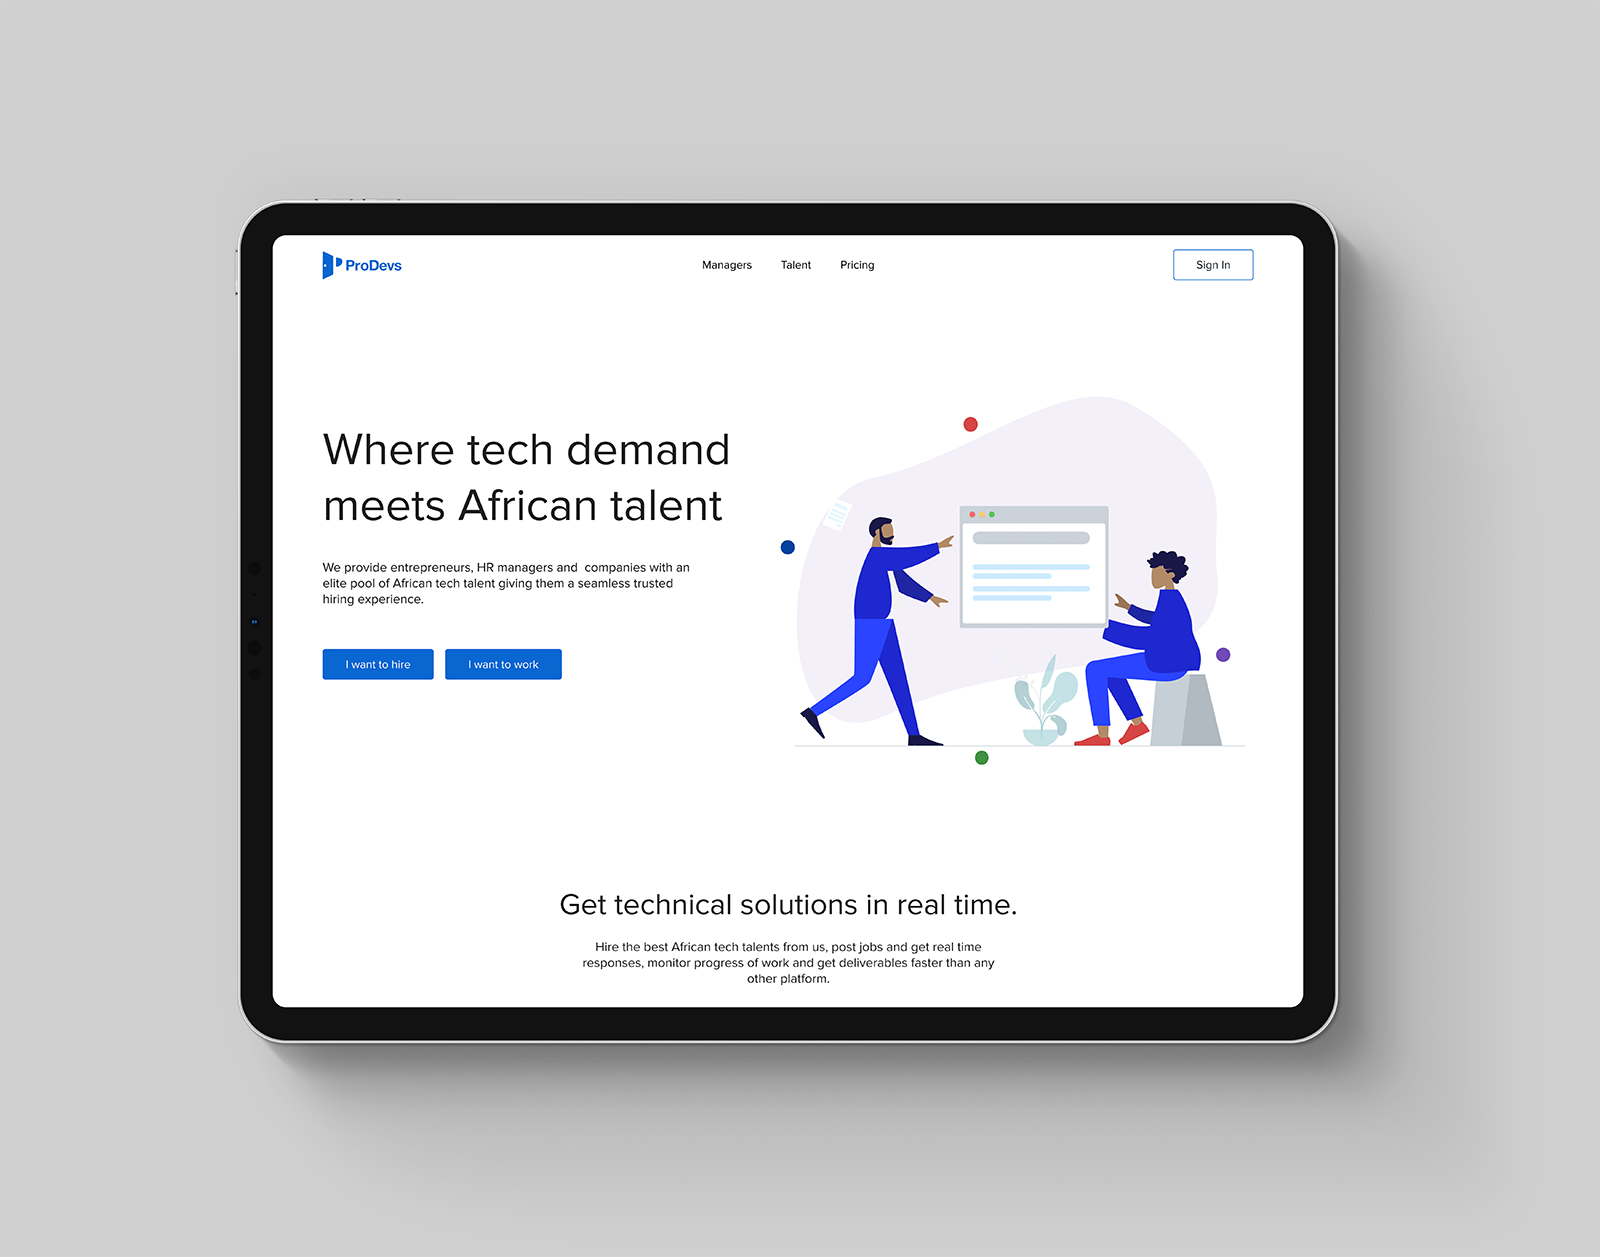 ProDevs
Managers
Talent
Pricing
Sign In
Where tech demand
meets African talent
We provide entrepreneurs, HR managers and  companies with an
elite pool of African tech talent giving them a seamless trusted
hiring experience.
I want to hire
I want to work
Get technical solutions in real time.
Hire the best African tech talents from us, post jobs and get real time
responses, monitor progress of work and get deliverables faster than any
other platform.